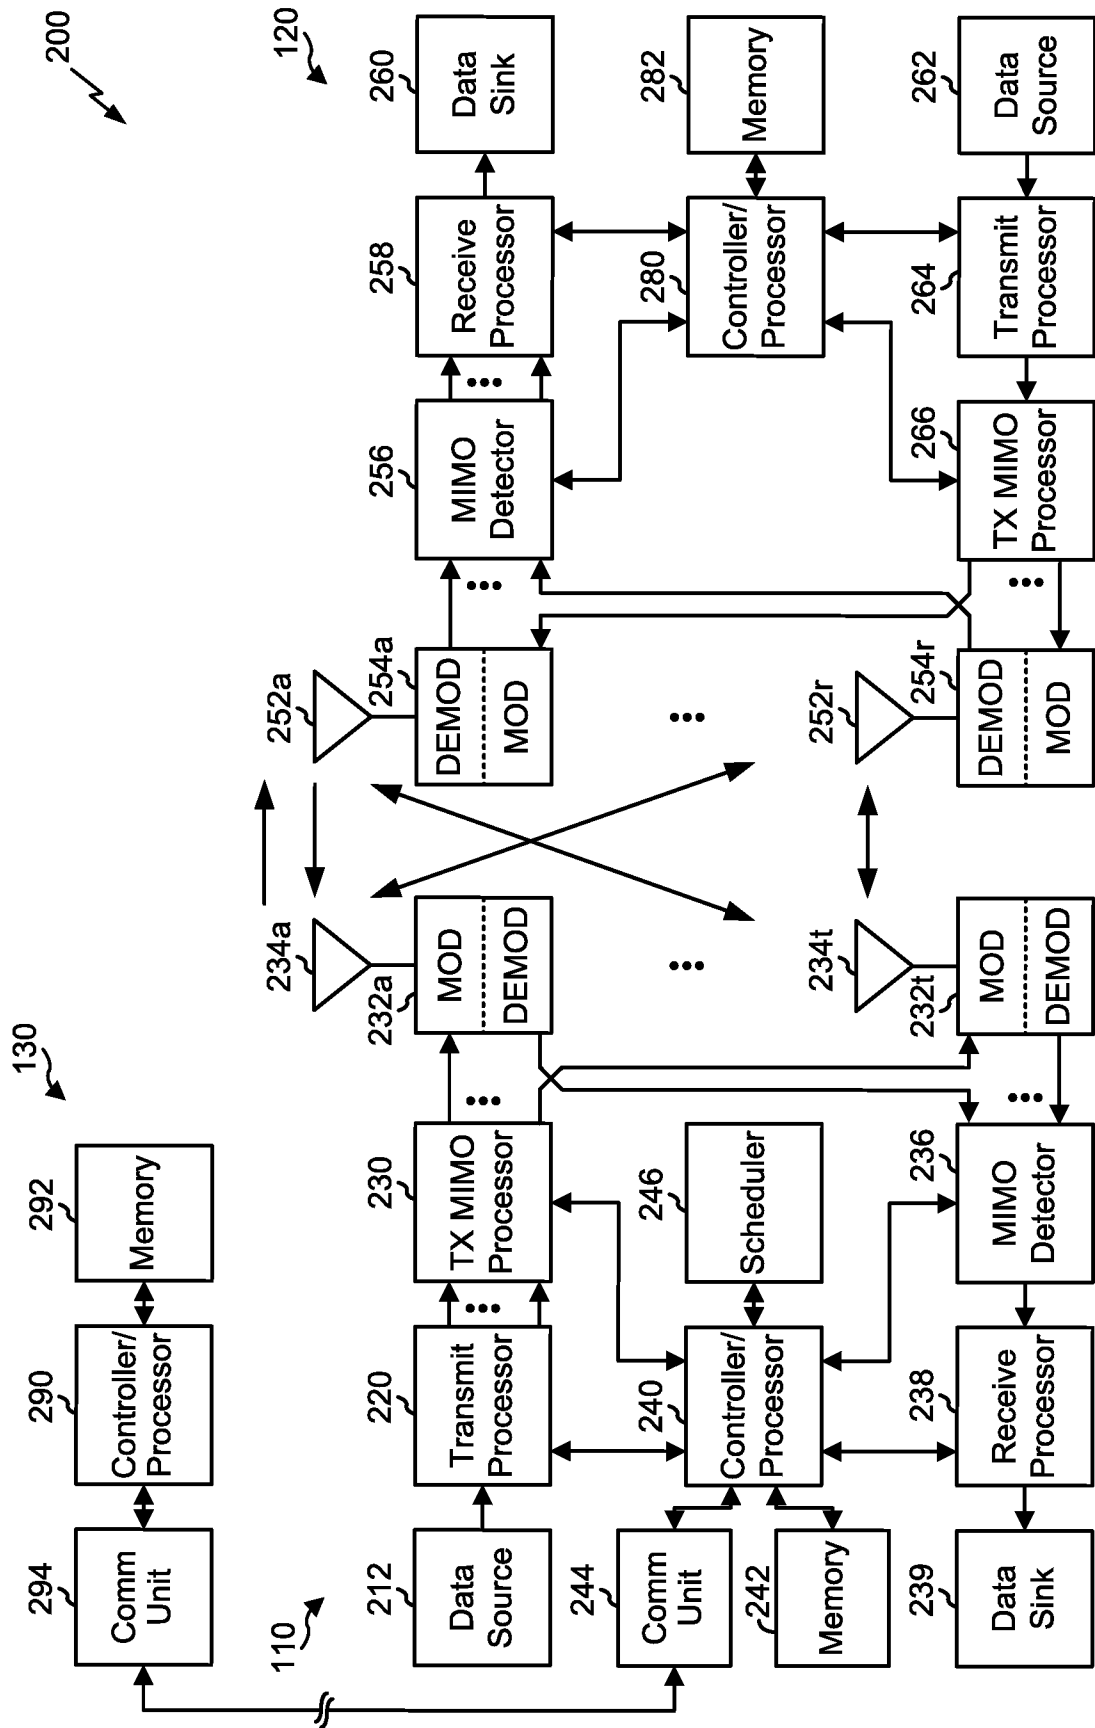 200
130
294
Comm
Unit
290
Controller/
Processor
292
Memory
110
120
212
Data
Source
220
Transmit
Processor
230
TX MIMO
Processor
232a
MOD
DEMOD
234a
252a
254a
DEMOD
MOD
256
MIMO
Detector
258
Receive
Processor
260
Data
Sink
244
Comm
Unit
242
Memory
240
Controller/
Processor
246
Scheduler
280
Controller/
Processor
282
Memory
239
Data
Sink
238
Receive
Processor
236
MIMO
Detector
232t
MOD
DEMOD
234t
252r
254r
DEMOD
MOD
266
TX MIMO
Processor
264
Transmit
Processor
262
Data
Source